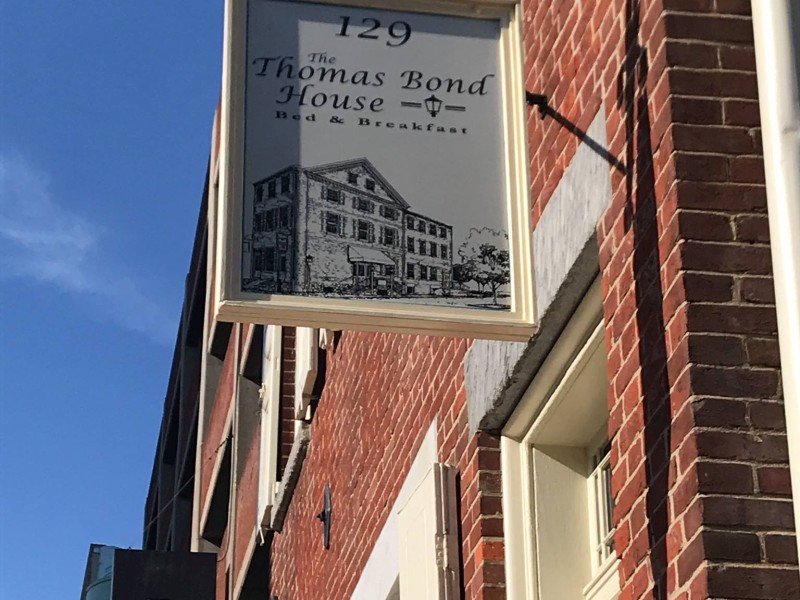 129
The
Thomas Bond
House
Bed & Breakfast